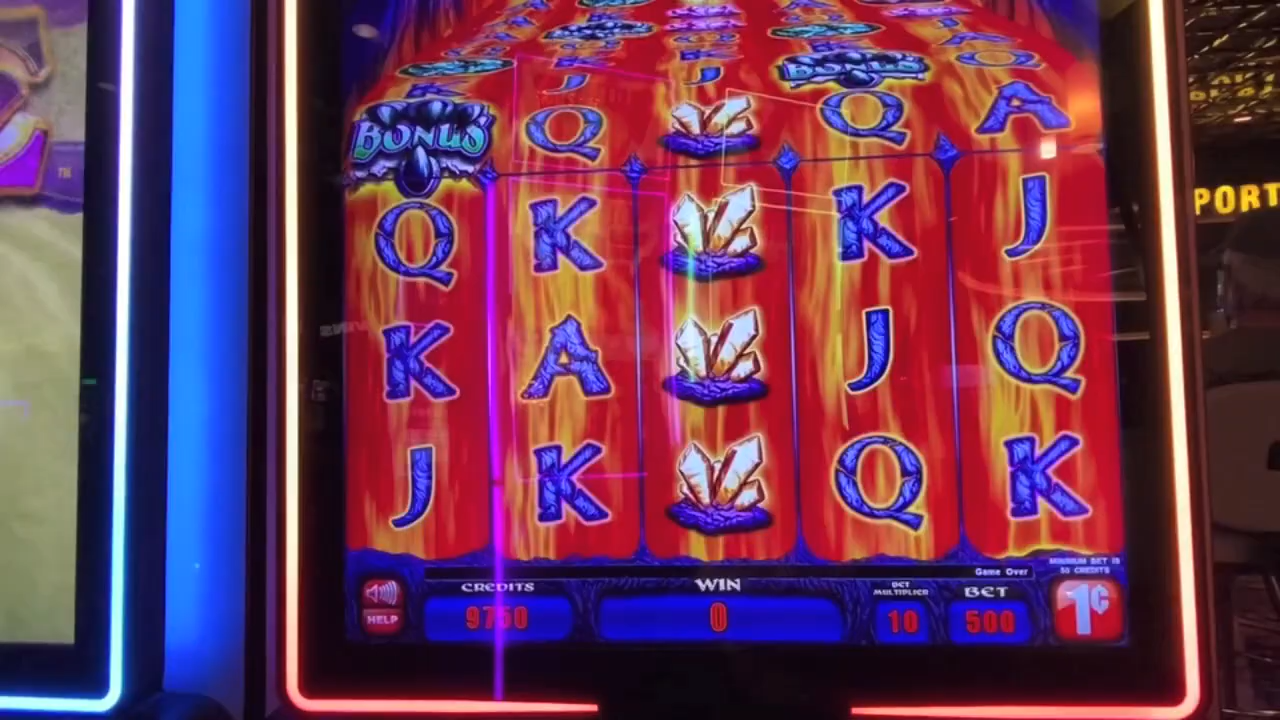 BONUS
BONUS
J
K
J
Q
Q
Q
A
Q
K
K
J
K
A
J
Q
J
K
Q
K
PORT
TM
HELP
CREDITS
9750
WIN
0
Game Over
BET
MULTIPLIER
10
BET
500
MINIMUM BET IS
50 CREDITS
1¢